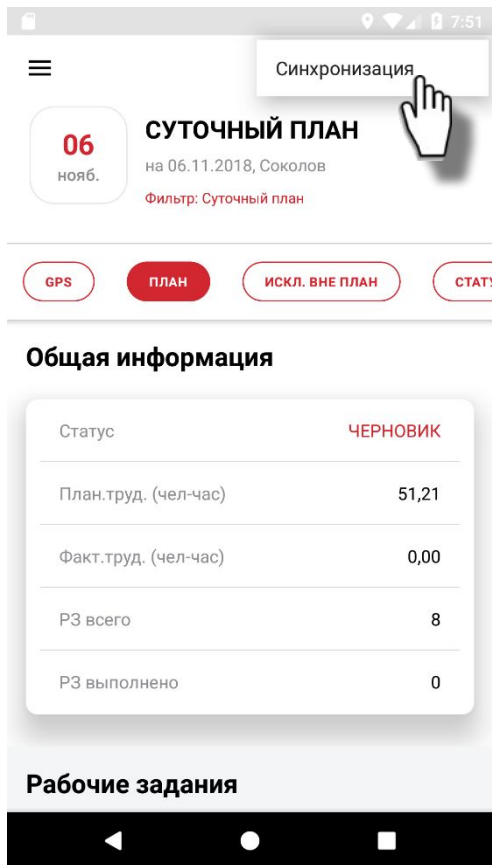 7:51
Синхронизация
06
нояб.
СУТОЧНЫЙ ПЛАН
на 06.11.2018, Соколов
Фильтр: Суточный план
GPS
ПЛАН
ИСКЛ. ВНЕ ПЛАН
СТАТУ
Общая информация
Статус ЧЕРНОВИК
План.труд. (чел-час) 51,21
Факт.труд. (чел-час) 0,00
РЗ всего 8
РЗ выполнено 0
Рабочие задания